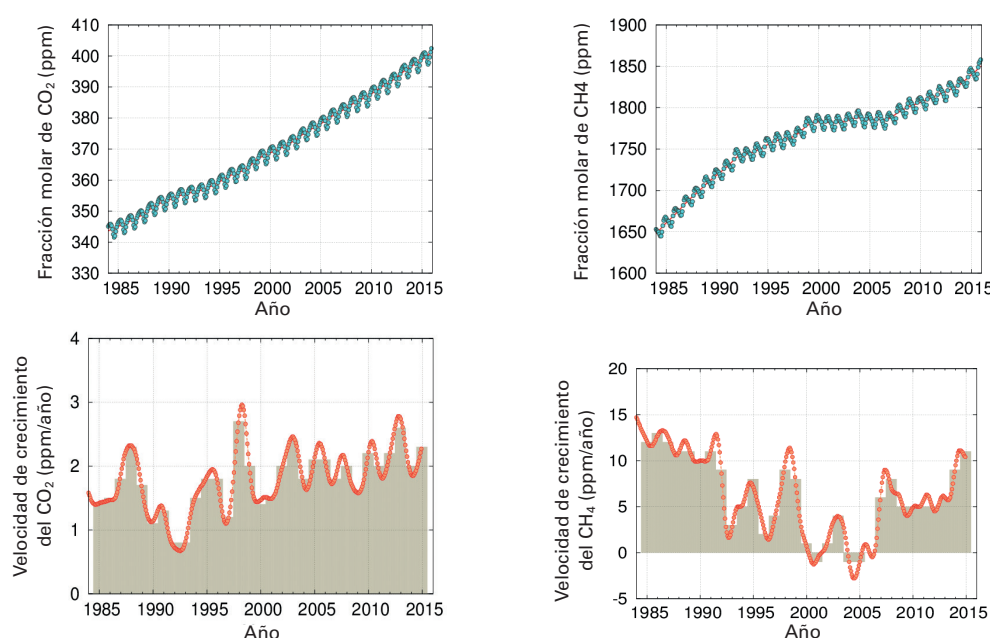 Fracción molar de CO2 (ppm)
410
400
390
380
370
360
350
340
330
1985 1990 1995 2000 2005 2010 2015
Año
Fracción molar de CH4 (ppm)
1900
1850
1800
1750
1700
1650
1600
1985 1990 1995 2000 2005 2010 2015
Año
Velocidad de crecimiento
del CO2 (ppm/año)
4
3
2
1
0
1985 1990 1995 2000 2005 2010 2015
Año
Velocidad de crecimiento
del CH4 (ppm/año)
20
15
10
5
0
-5
1985 1990 1995 2000 2005 2010 2015
Año